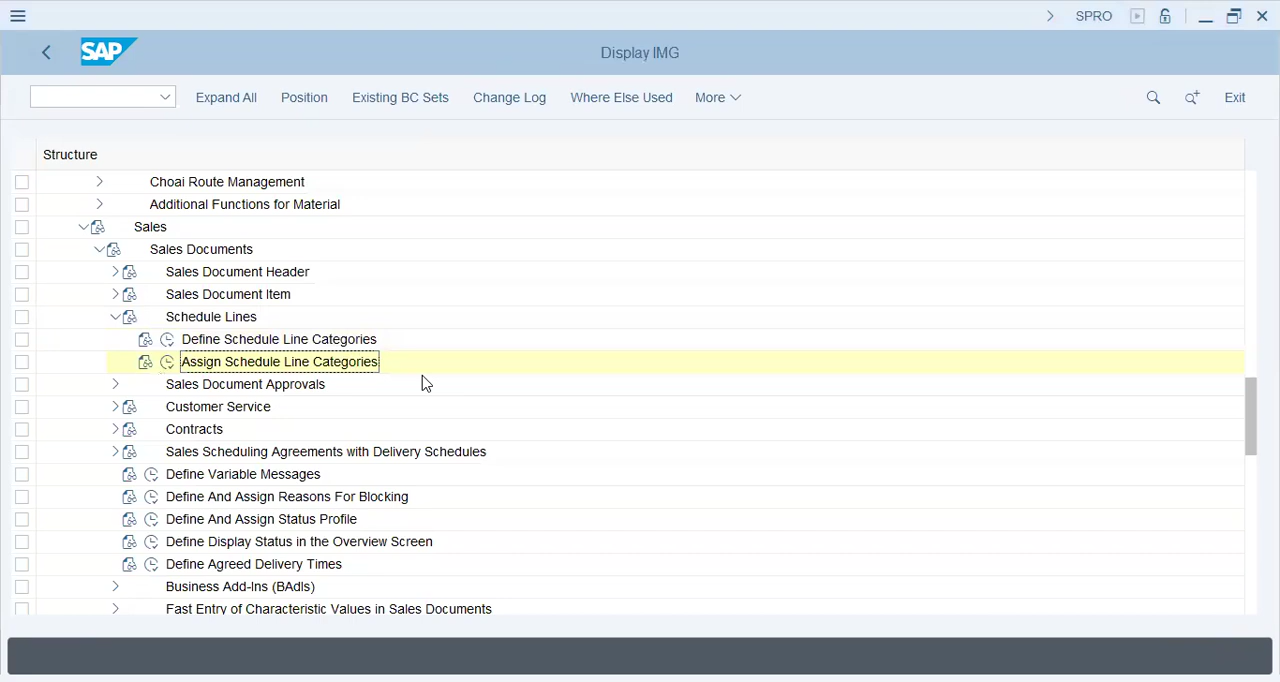 SPRO
SAP
Display IMG
Expand All Position Existing BC Sets Change Log Where Else Used More Exit
Structure
Choai Route Management
Additional Functions for Material
Sales
Sales Documents
Sales Document Header
Sales Document Item
Schedule Lines
Define Schedule Line Categories
Assign Schedule Line Categories
Sales Document Approvals
Customer Service
Contracts
Sales Scheduling Agreements with Delivery Schedules
Define Variable Messages
Define And Assign Reasons For Blocking
Define And Assign Status Profile
Define Display Status in the Overview Screen
Define Agreed Delivery Times
Business Add-Ins (BAdIs)
Fast Entry of Characteristic Values in Sales Documents